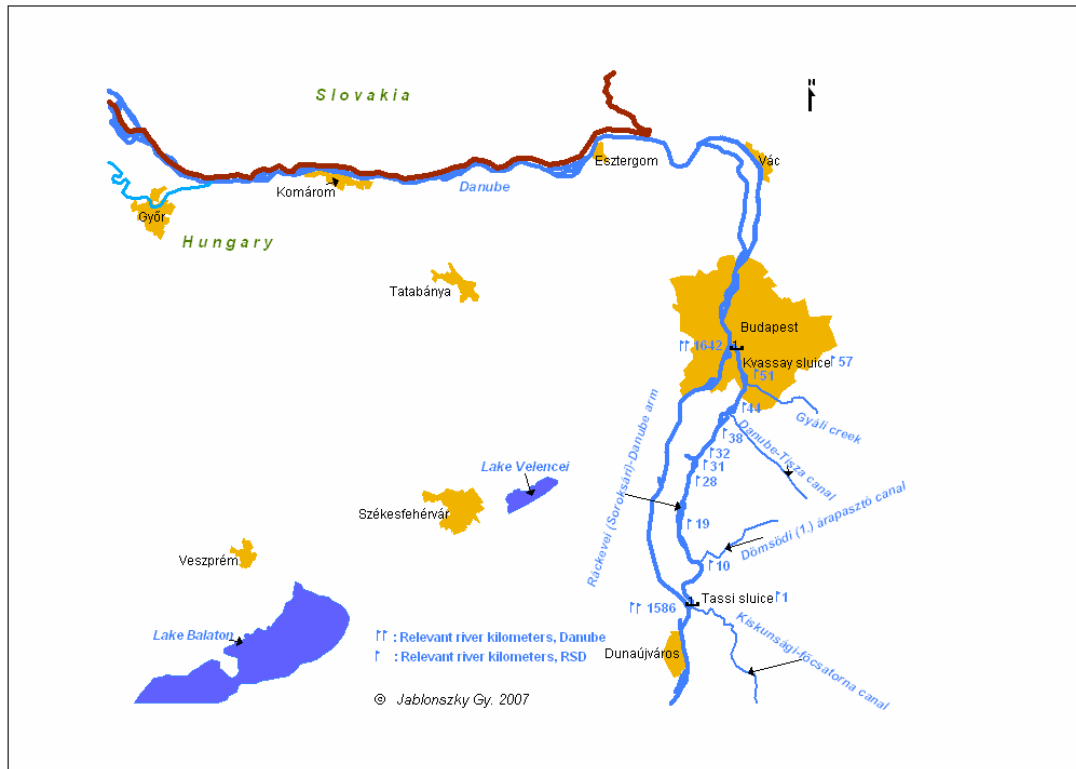 Slovakia
Esztergom
Vác
Komárom
Danube
Győr
Hungary
Tatabánya
Budapest
1642
Kvassay sluice 57
51
44
Gyáli creek
38
Danube-Tisza canal
32
31
28
Ráckevei (Soroksári)-Danube arm
Lake Velencei
Székesfehérvár
19
Dömsödi (1.) árapasztó canal
Veszprém
10
Tassi sluice 1
1586
Kiskunsági-főcsatorna canal
Lake Balaton
: Relevant river kilometers, Danube
: Relevant river kilometers, RSD
Dunaújváros
© Jablonszky Gy. 2007